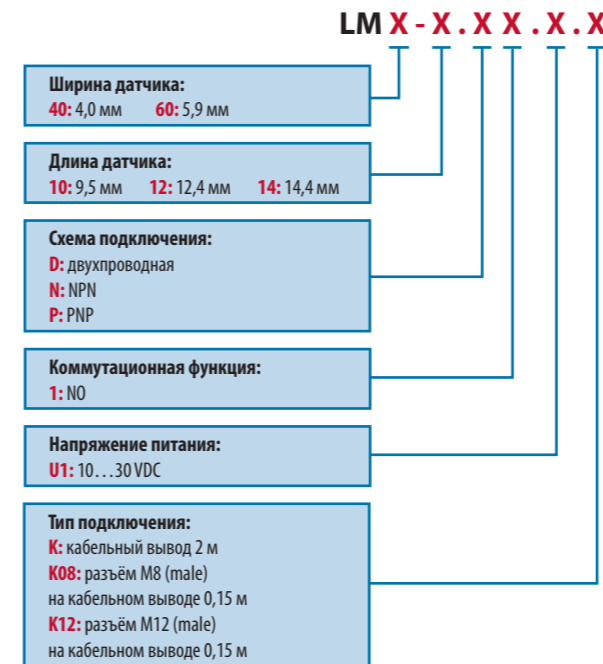 LM X - X . X X . X . X
Ширина датчика:
40: 4,0 мм 60: 5,9 мм
Длина датчика:
10: 9,5 мм 12: 12,4 мм 14: 14,4 мм
Схема подключения:
D: двухпроводная
N: NPN
P: PNP
Коммутационная функция:
1: NO
Напряжение питания:
U1: 10...30 VDC
Тип подключения:
K: кабельный вывод 2 м
K08: разъём M8 (male)
на кабельном выводе 0,15 м
K12: разъём M12 (male)
на кабельном выводе 0,15 м